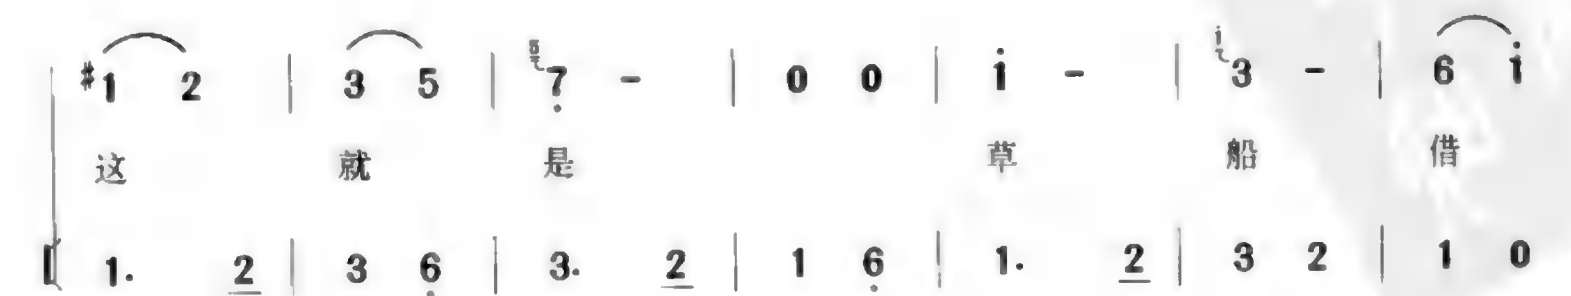 #1 2 | 3 5 | 5 7̣ - | 0 0 | i - | i 3 - | 6 i
这 就 是 草 船 借
1. 2 | 3 6̣ | 3. 2 | 1 6̣ | 1. 2 | 3 2 | 1 0